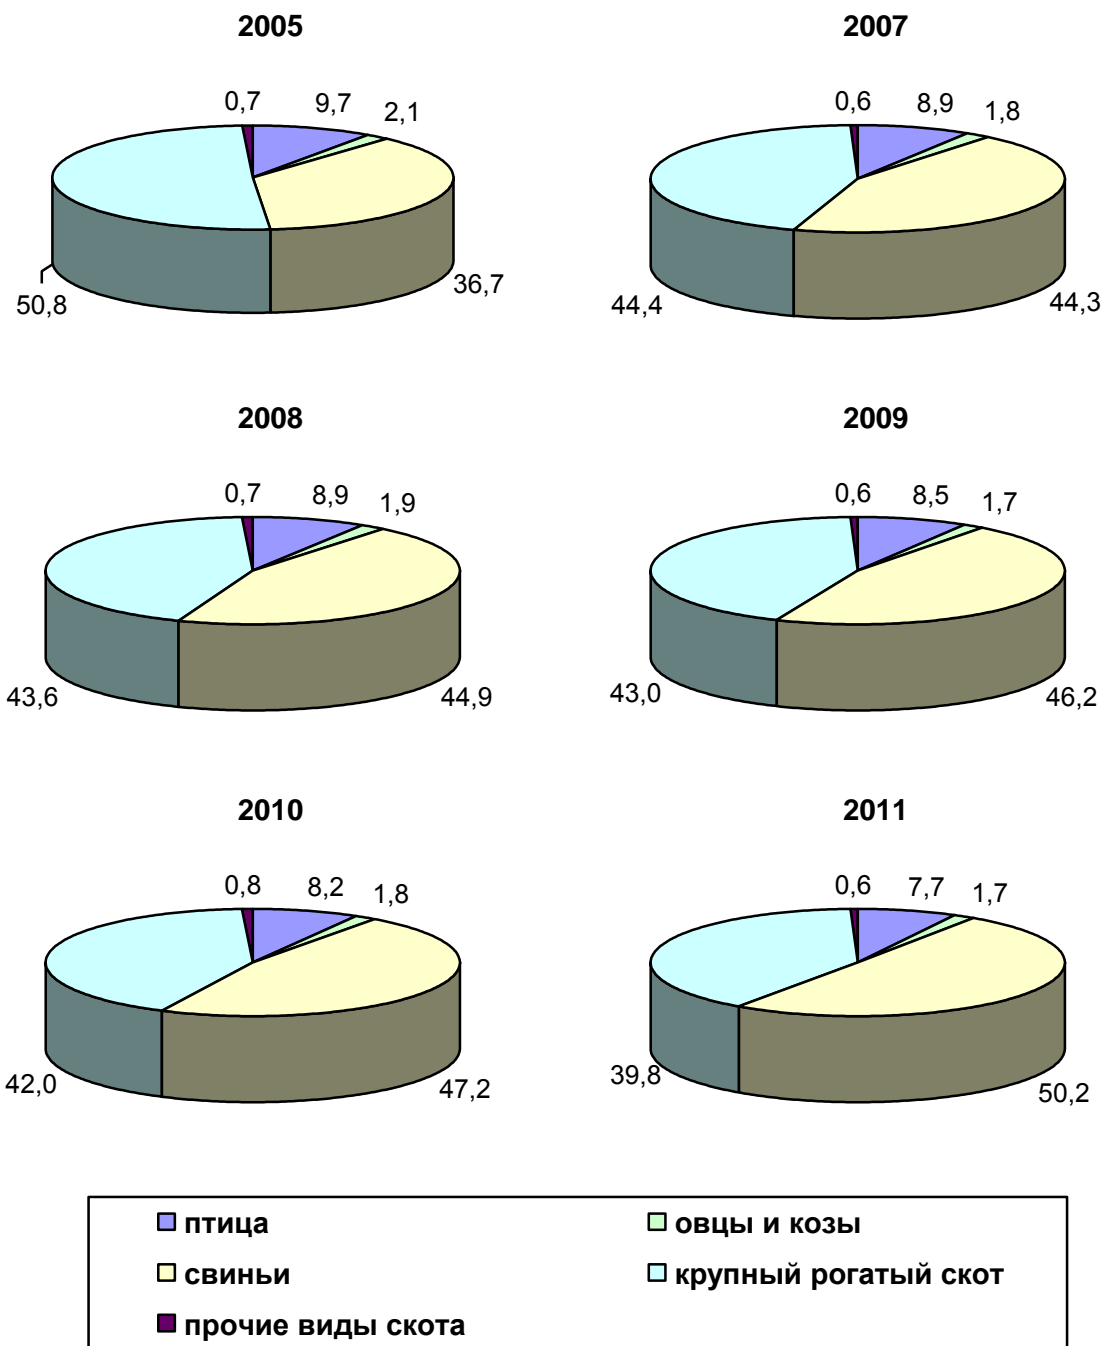 2005
2007
0,7 9,7 2,1
0,6 8,9 1,8
50,8 36,7
44,4 44,3
2008
2009
0,7 8,9 1,9
0,6 8,5 1,7
43,6 44,9
43,0 46,2
2010
2011
0,8 8,2 1,8
0,6 7,7 1,7
42,0 47,2
39,8 50,2
птица
овцы и козы
свиньи
крупный рогатый скот
прочие виды скота